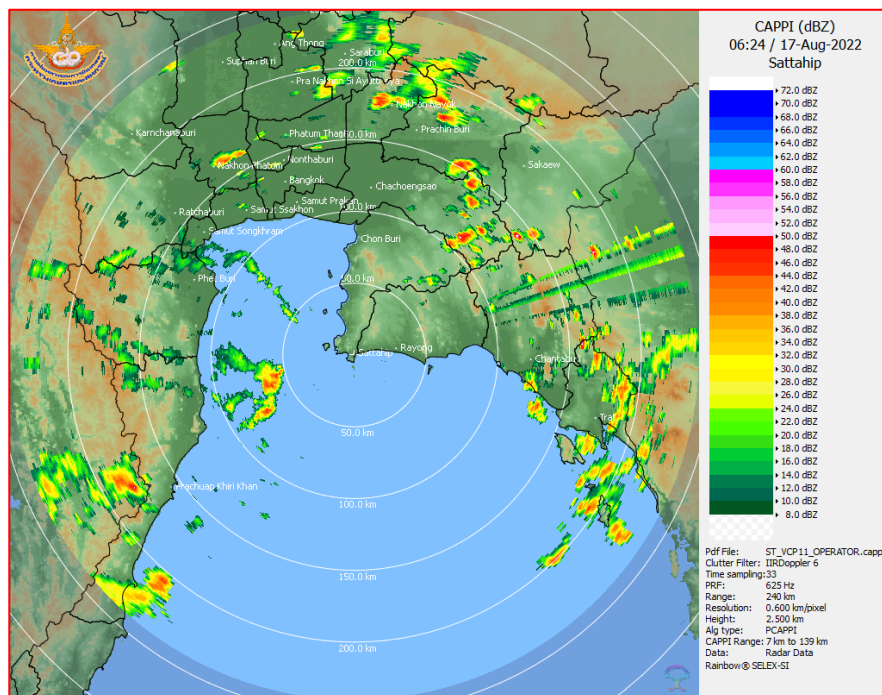 CAPPI (dBZ)
06:24 / 17-Aug-2022
Sattahip
72.0 dBZ
70.0 dBZ
68.0 dBZ
66.0 dBZ
64.0 dBZ
62.0 dBZ
60.0 dBZ
58.0 dBZ
56.0 dBZ
54.0 dBZ
52.0 dBZ
50.0 dBZ
48.0 dBZ
46.0 dBZ
44.0 dBZ
42.0 dBZ
40.0 dBZ
38.0 dBZ
36.0 dBZ
34.0 dBZ
32.0 dBZ
30.0 dBZ
28.0 dBZ
26.0 dBZ
24.0 dBZ
22.0 dBZ
20.0 dBZ
18.0 dBZ
16.0 dBZ
14.0 dBZ
12.0 dBZ
10.0 dBZ
8.0 dBZ
Pdf File: ST_VCP11_OPERATOR.capp
Clutter Filter: IIRDoppler 6
Time sampling:33
PRF: 625 Hz
Range: 240 km
Resolution: 0.600 km/pixel
Height: 2.500 km
Alg type: PCAPPI
CAPPI Range: 7 km to 139 km
Data: Radar Data
Rainbow® SELEX-SI
Ang Thong
Saraburi
Suphan Buri
200.0 km
Pra Nakhon Si Ayutthaya
Nakhon Nayok
Karnchanaburi
Phatum Thani
Prachin Buri
Nonthaburi
Nakhon Phatom
Sakaew
Bangkok
Chachoengsao
Samut Prakan
Ratchaburi
Samut Ssakhon
Samut Songkhram
Chon Buri
Phet Buri
50.0 km
Sattahip
Rayong
Chantaburi
Trat
50.0 km
Prachuap Khiri Khan
100.0 km
150.0 km
200.0 km